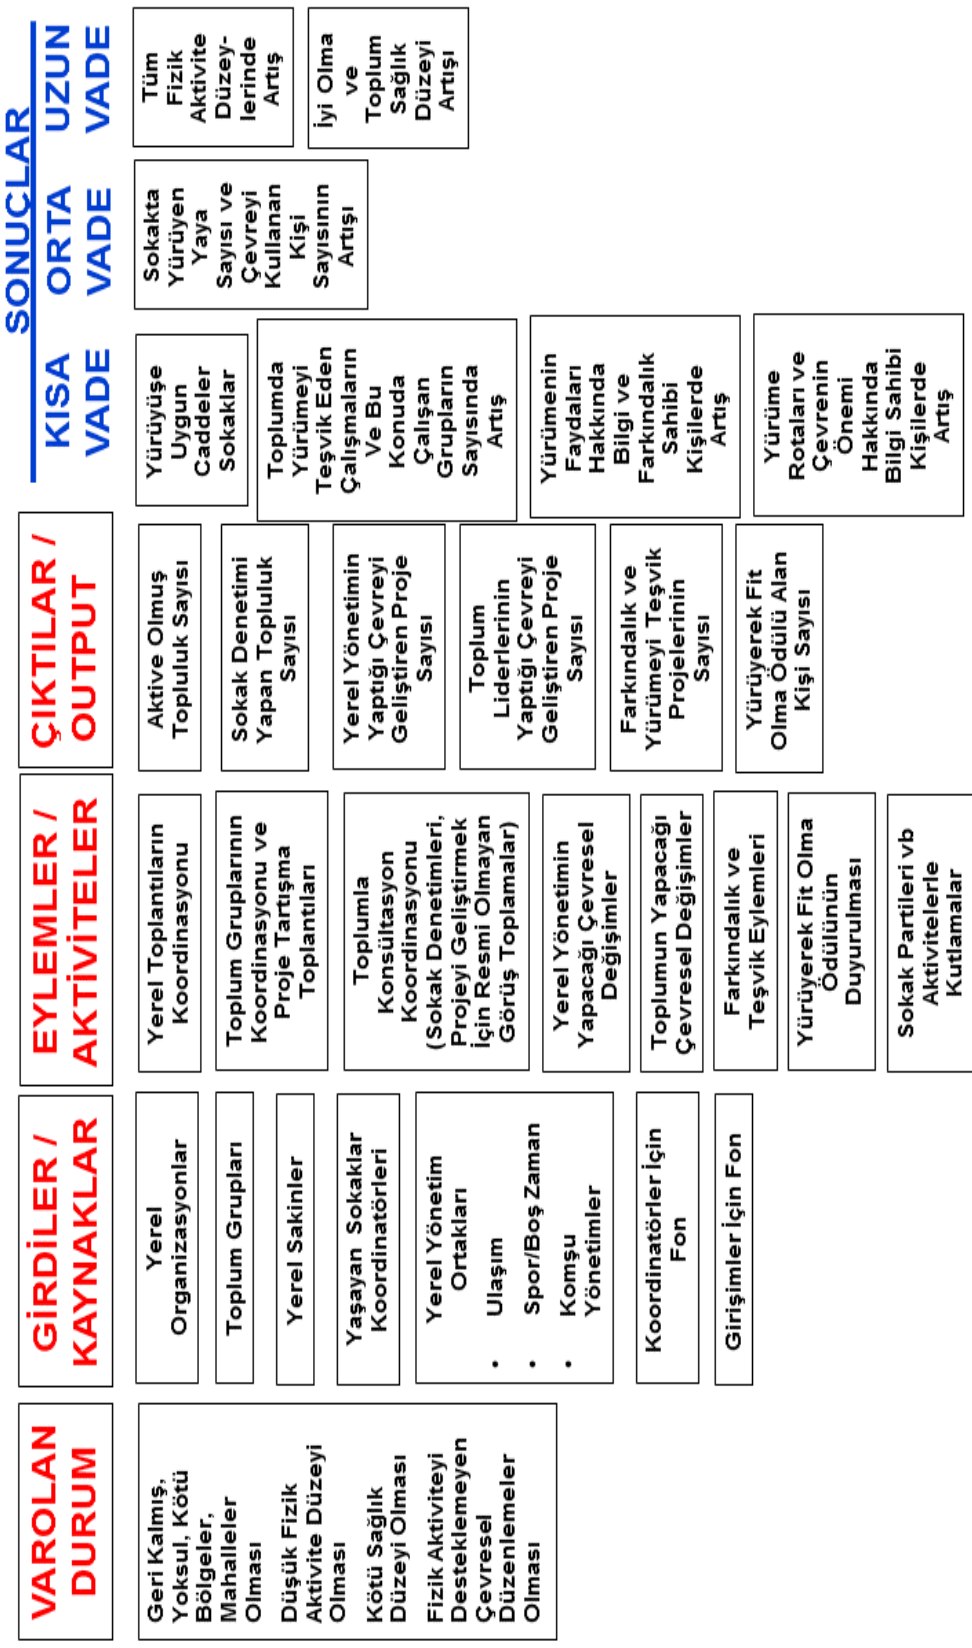 VAROLAN
DURUM
Geri Kalmış,
Yoksul, Kötü
Bölgeler,
Mahalleler
Olması
Düşük Fizik
Aktivite Düzeyi
Olması
Kötü Sağlık
Düzeyi Olması
Fizik Aktiviteyi
Desteklemeyen
Çevresel
Düzenlemeler
Olması
GİRDİLER /
KAYNAKLAR
Yerel
Organizasyonlar
Toplum Grupları
Yerel Sakinler
Yaşayan Sokaklar
Koordinatörleri
Yerel Yönetim
Ortakları
• Ulaşım
• Spor/Boş Zaman
• Komşu
Yönetimler
Koordinatörler İçin
Fon
Girişimler İçin Fon
EYLEMLER /
AKTİVİTELER
Yerel Toplantıların
Koordinasyonu
Toplum Gruplarının
Koordinasyonu ve
Proje Tartışma
Toplantıları
Toplumla
Konsültasyon
Koordinasyonu
(Sokak Denetimleri,
Projeyi Geliştirmek
İçin Resmi Olmayan
Görüş Toplamalar)
Yerel Yönetimin
Yapacağı Çevresel
Değişimler
Toplumun Yapacağı
Çevresel Değişimler
Farkındalık ve
Teşvik Eylemleri
Yürüyerek Fit Olma
Ödülünün
Duyurulması
Sokak Partileri vb
Aktivitelerle
Kutlamalar
ÇIKTILAR /
OUTPUT
Aktive Olmuş
Topluluk Sayısı
Sokak Denetimi
Yapan Topluluk
Sayısı
Yerel Yönetimin
Yaptığı Çevreyi
Geliştiren Proje
Sayısı
Toplum
Liderlerinin
Yaptığı Çevreyi
Geliştiren Proje
Sayısı
Farkındalık ve
Yürümeyi Teşvik
Projelerinin
Sayısı
Yürüyerek Fit
Olma Ödülü Alan
Kişi Sayısı
SONUÇLAR
KISA
VADE
Yürüyüşe
Uygun
Caddeler
Sokaklar
Toplumda
Yürümeyi
Teşvik Eden
Çalışmaların
Ve Bu
Konuda
Çalışan
Grupların
Sayısında
Artış
Yürümenin
Faydaları
Hakkında
Bilgi ve
Farkındalık
Sahibi
Kişilerde
Artış
Yürüme
Rotaları ve
Çevrenin
Önemi
Hakkında
Bilgi Sahibi
Kişilerde
Artış
ORTA
VADE
Sokakta
Yürüyen
Yaya
Sayısı ve
Çevreyi
Kullanan
Kişi
Sayısının
Artışı
UZUN
VADE
Tüm
Fizik
Aktivite
Düzey-
lerinde
Artış
İyi Olma
ve
Toplum
Sağlık
Düzeyi
Artışı